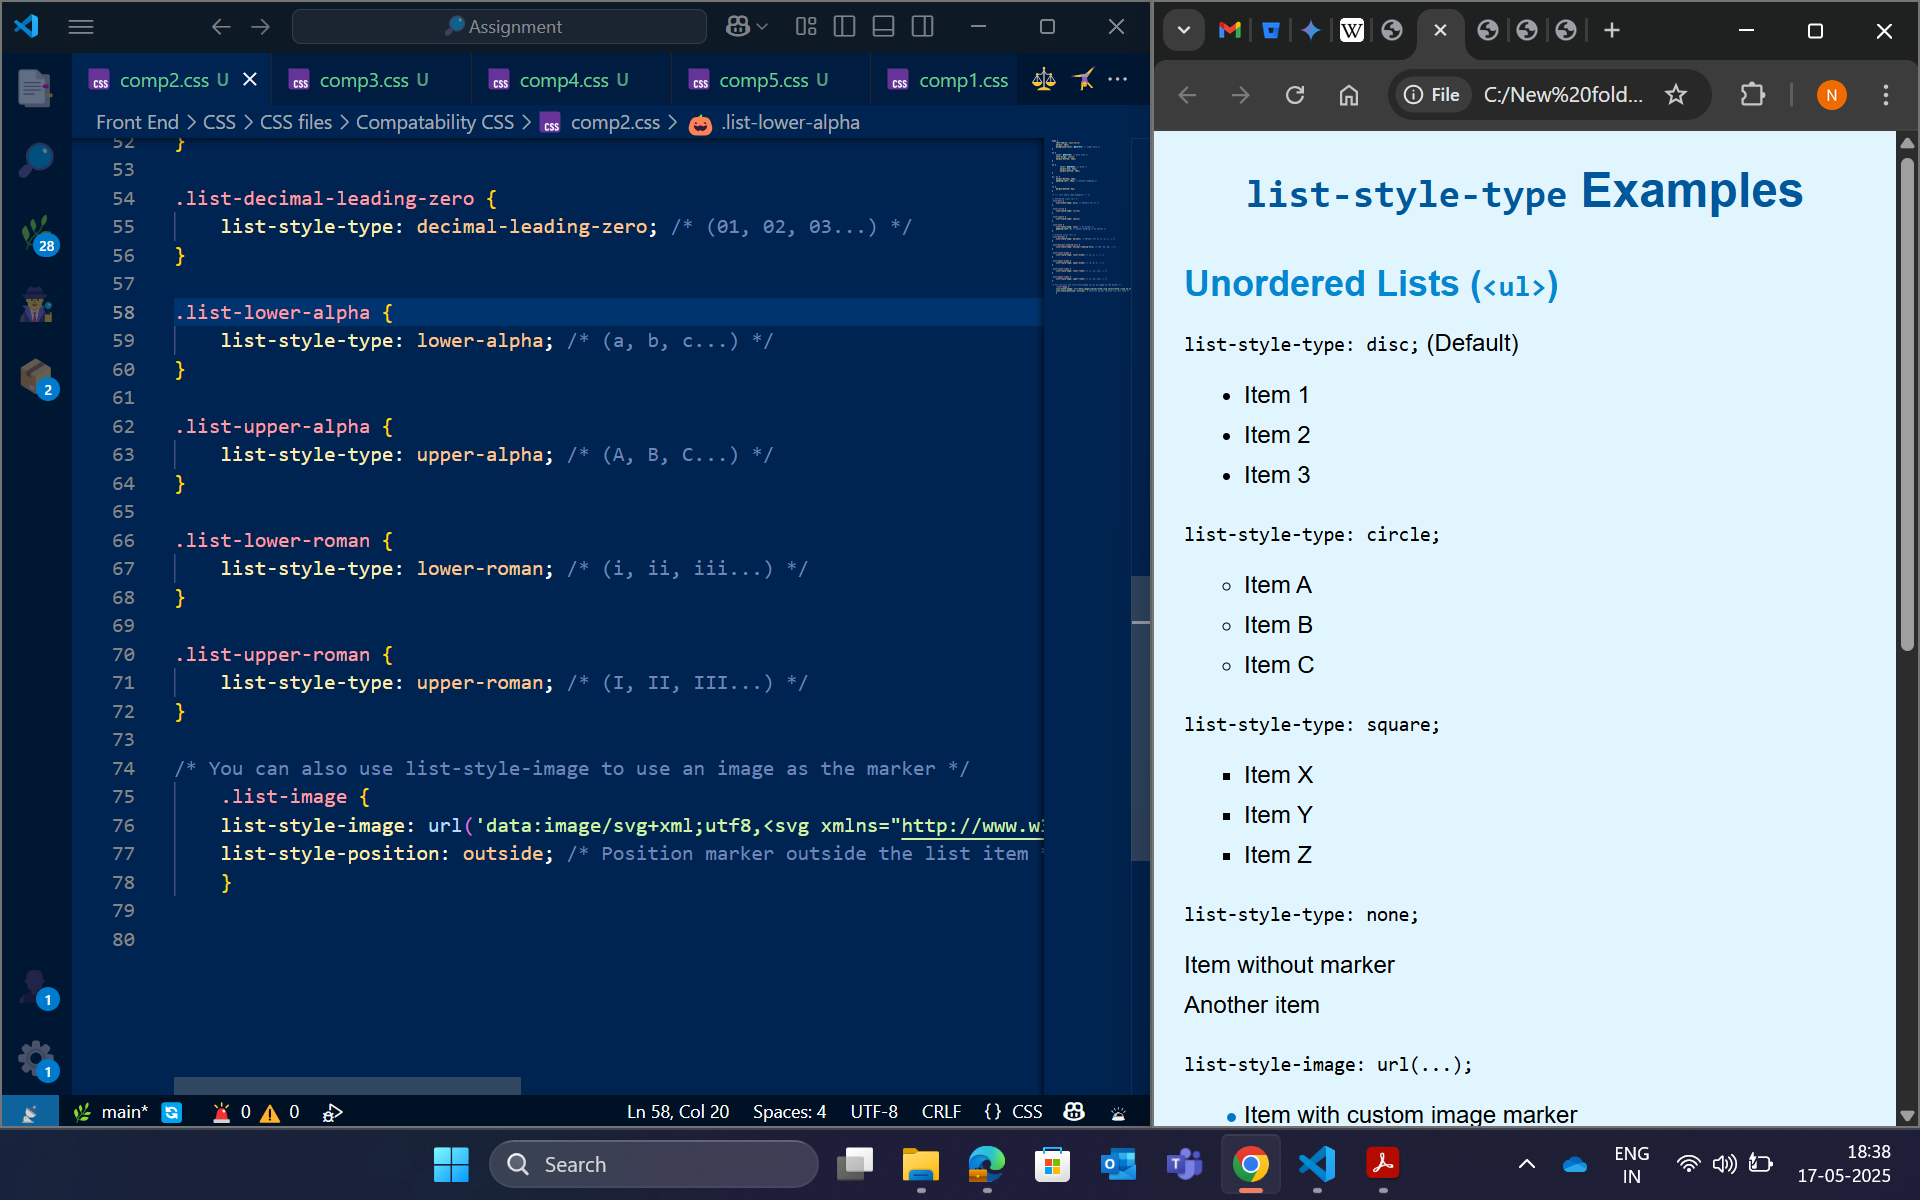 Assignment
comp2.css U
comp3.css U
comp4.css U
comp5.css U
comp1.css
Front End > CSS > CSS files > Compatability CSS > comp2.css > .list-lower-alpha
52 }
53
54 .list-decimal-leading-zero {
55 list-style-type: decimal-leading-zero; /* (01, 02, 03...) */
56 }
57
58 .list-lower-alpha {
59 list-style-type: lower-alpha; /* (a, b, c...) */
60 }
61
62 .list-upper-alpha {
63 list-style-type: upper-alpha; /* (A, B, C...) */
64 }
65
66 .list-lower-roman {
67 list-style-type: lower-roman; /* (i, ii, iii...) */
68 }
69
70 .list-upper-roman {
71 list-style-type: upper-roman; /* (I, II, III...) */
72 }
73
74 /* You can also use list-style-image to use an image as the marker */
75 .list-image {
76 list-style-image: url('data:image/svg+xml;utf8,<svg xmlns="http://www.w3
77 list-style-position: outside; /* Position marker outside the list item
78 }
79
80
28
2
1
1
main* 0 0 Ln 58, Col 20 Spaces: 4 UTF-8 CRLF {} CSS
File C:/New%20fold... N
list-style-type Examples
Unordered Lists (<ul>)
list-style-type: disc; (Default)
• Item 1
• Item 2
• Item 3
list-style-type: circle;
◦ Item A
◦ Item B
◦ Item C
list-style-type: square;
▪ Item X
▪ Item Y
▪ Item Z
list-style-type: none;
Item without marker
Another item
list-style-image: url(...);
• Item with custom image marker
Search
ENG
IN
18:38
17-05-2025